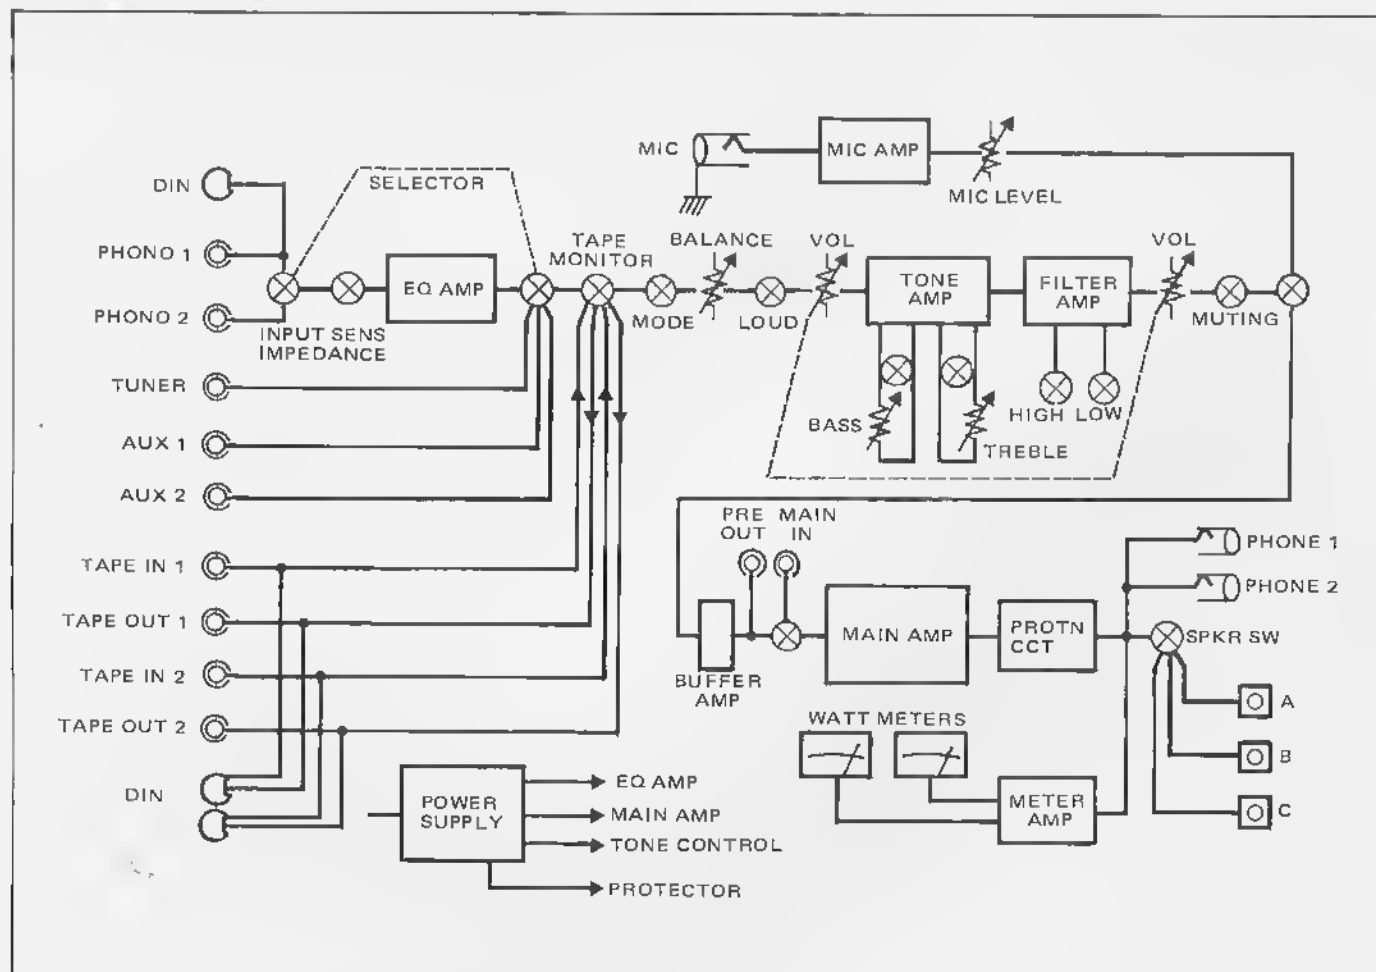 MIC
MIC AMP
MIC LEVEL
DIN
SELECTOR
PHONO 1
PHONO 2
INPUT SENS
IMPEDANCE
EQ AMP
TAPE
MONITOR
BALANCE
MODE
LOUD
VOL
TONE
AMP
FILTER
AMP
VOL
MUTING
BASS
TREBLE
HIGH
LOW
TUNER
AUX 1
AUX 2
TAPE IN 1
TAPE OUT 1
TAPE IN 2
TAPE OUT 2
DIN
PRE
OUT
MAIN
IN
BUFFER
AMP
MAIN AMP
PROTN
CCT
PHONE 1
PHONE 2
SPKR SW
A
B
C
WATT METERS
METER
AMP
POWER
SUPPLY
EQ AMP
MAIN AMP
TONE CONTROL
PROTECTOR